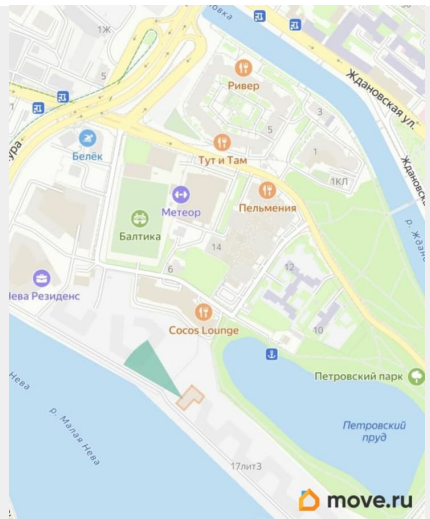 1Ж
5
Ривер
Ждановская ул.
3
5
Белёк
Тут и Там
1
1КЛ
Метеор
Пельмения
Балтика
14
6
12
Нева Резиденс
Cocos Lounge
10
Петровский парк
Нева
р. Малая Нева
Петровский
пруд
17лит3
move.ru